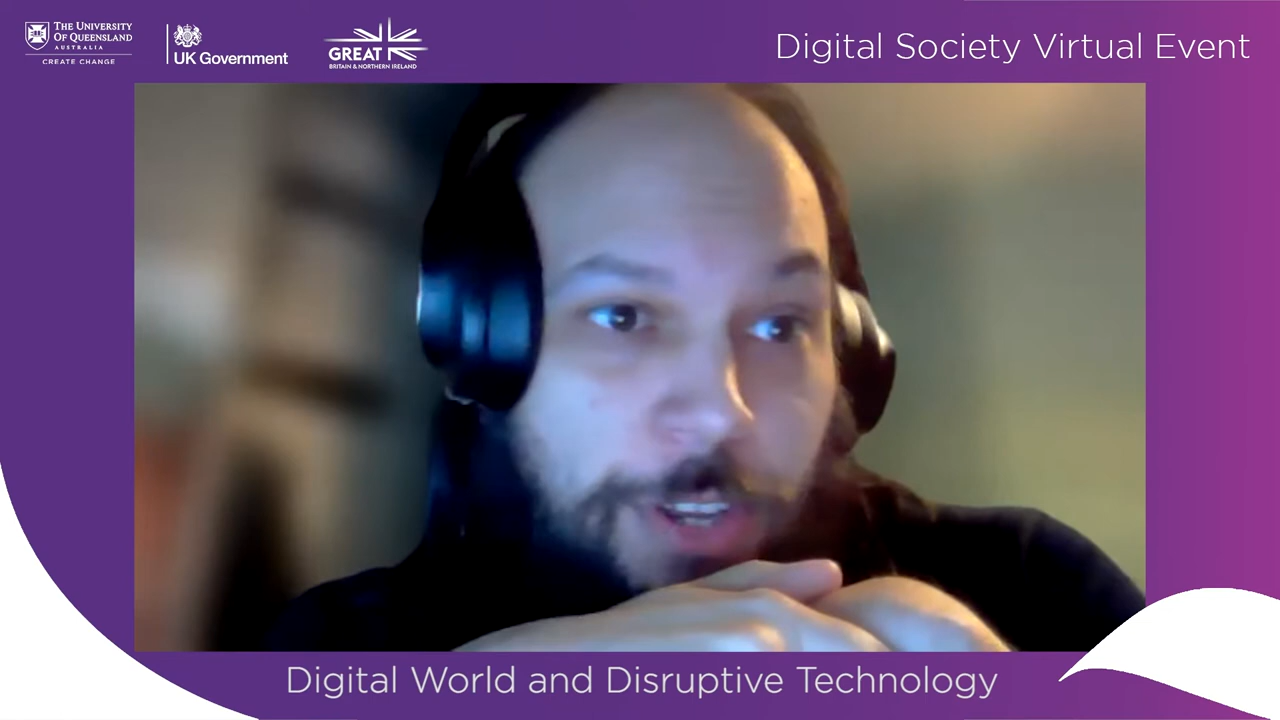 THE UNIVERSITY
OF QUEENSLAND
AUSTRALIA
CREATE CHANGE
UK Government
GREAT
BRITAIN & NORTHERN IRELAND
Digital Society Virtual Event
Digital World and Disruptive Technology